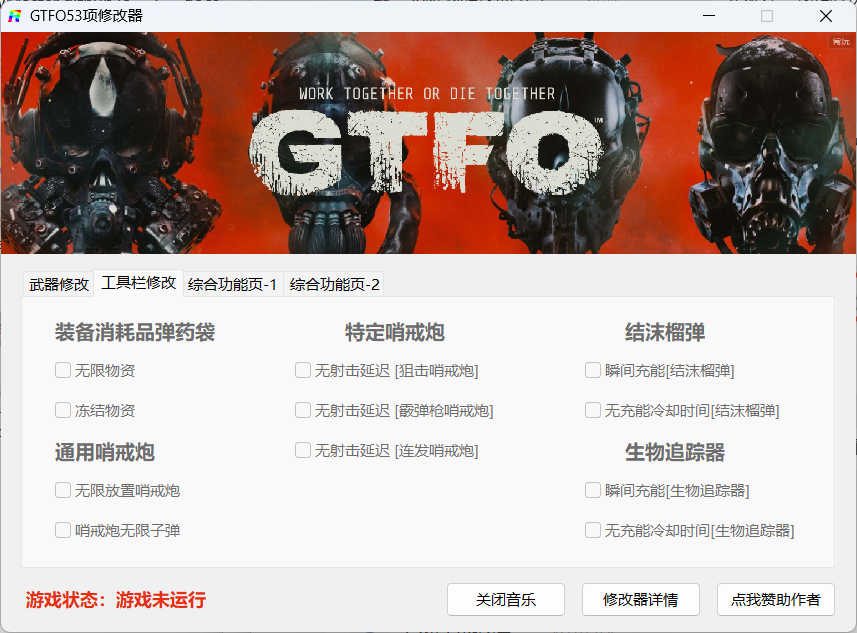 GTFO53项修改器
常玩
WORK TOGETHER OR DIE TOGETHER
GTFO™
武器修改 工具栏修改 综合功能页-1 综合功能页-2
装备消耗品弹药袋 特定哨戒炮 结沫榴弹
无限物资 无射击延迟 [狙击哨戒炮] 瞬间充能[结沫榴弹]
冻结物资 无射击延迟 [霰弹枪哨戒炮] 无充能冷却时间[结沫榴弹]
通用哨戒炮 无射击延迟 [连发哨戒炮] 生物追踪器
无限放置哨戒炮 瞬间充能[生物追踪器]
哨戒炮无限子弹 无充能冷却时间[生物追踪器]
游戏状态：游戏未运行 关闭音乐 修改器详情 点我赞助作者